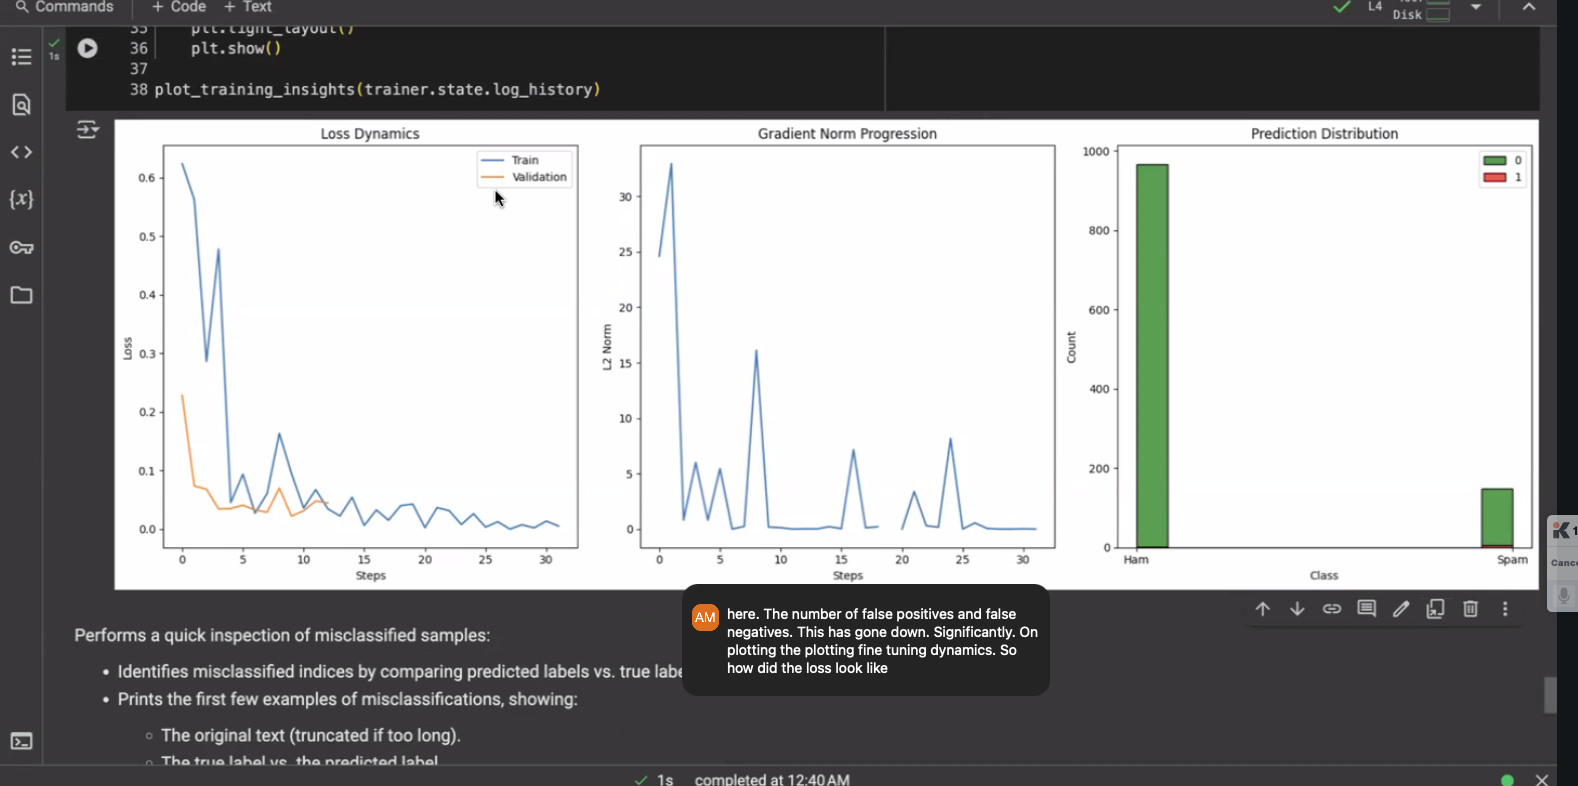 Commands + Code + Text
L4
Disk
35 plt.tight_layout()
1s
36 plt.show()
37
38 plot_training_insights(trainer.state.log_history)
Loss Dynamics
Train
Validation
Loss
0.6
0.5
0.4
0.3
0.2
0.1
0.0
0 5 10 15 20 25 30
Steps
Gradient Norm Progression
L2 Norm
30
25
20
15
10
5
0
0 5 10 15 20 25 30
Steps
Prediction Distribution
0
1
Count
1000
800
600
400
200
0
Ham Spam
Class
{x}
K 1
AM
here. The number of false positives and false
negatives. This has gone down. Significantly. On
plotting the plotting fine tuning dynamics. So
how did the loss look like
Performs a quick inspection of misclassified samples:
• Identifies misclassified indices by comparing predicted labels vs. true labe
• Prints the first few examples of misclassifications, showing:
◦ The original text (truncated if too long).
◦ The true label vs. the predicted label
1s completed at 12:40 AM